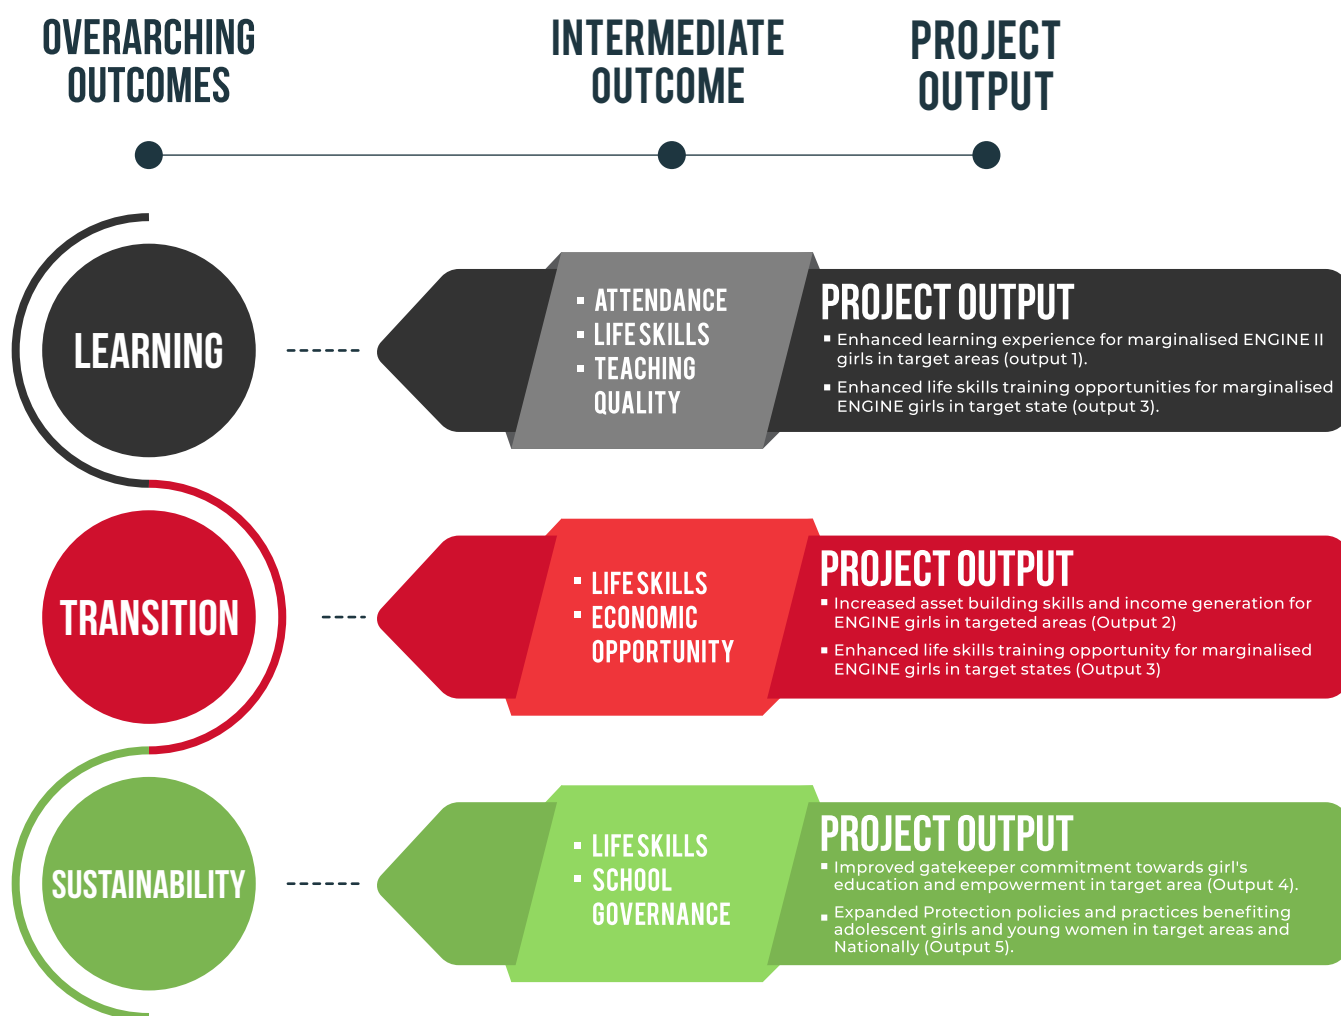 OVERARCHING
OUTCOMES
INTERMEDIATE
OUTCOME
PROJECT
OUTPUT
LEARNING
▪ ATTENDANCE
▪ LIFE SKILLS
▪ TEACHING
QUALITY
PROJECT OUTPUT
▪ Enhanced learning experience for marginalised ENGINE II
girls in target areas (output 1).
▪ Enhanced life skills training opportunities for marginalised
ENGINE girls in target state (output 3).
TRANSITION
▪ LIFE SKILLS
▪ ECONOMIC
OPPORTUNITY
PROJECT OUTPUT
▪ Increased asset building skills and income generation for
ENGINE girls in targeted areas (Output 2)
▪ Enhanced life skills training opportunity for marginalised
ENGINE girls in target states (Output 3)
SUSTAINABILITY
▪ LIFE SKILLS
▪ SCHOOL
GOVERNANCE
PROJECT OUTPUT
▪ Improved gatekeeper commitment towards girl's
education and empowerment in target area (Output 4).
▪ Expanded Protection policies and practices benefiting
adolescent girls and young women in target areas and
Nationally (Output 5).